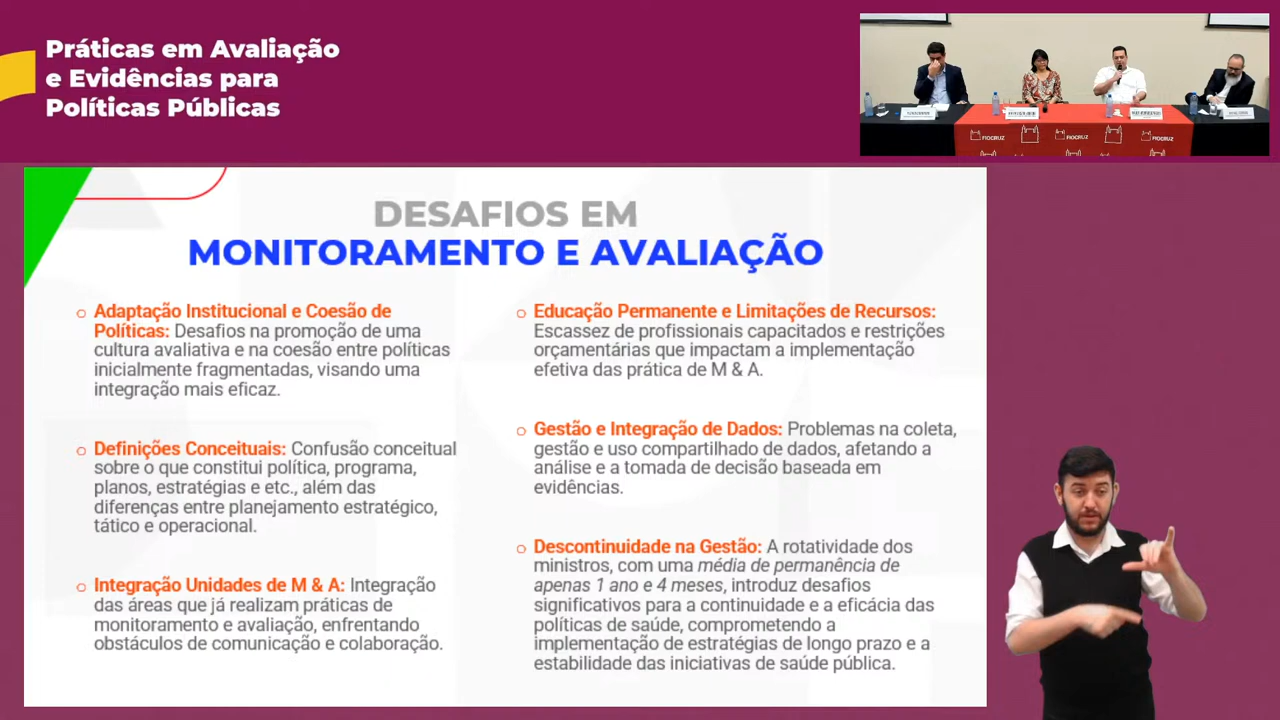 Práticas em Avaliação
e Evidências para
Políticas Públicas
FIOCRUZ
FIOCRUZ
FIOCRUZ
DESAFIOS EM
MONITORAMENTO E AVALIAÇÃO
Adaptação Institucional e Coesão de
Políticas: Desafios na promoção de uma
cultura avaliativa e na coesão entre políticas
inicialmente fragmentadas, visando uma
integração mais eficaz.
Definições Conceituais: Confusão conceitual
sobre o que constitui política, programa,
planos, estratégias e etc., além das
diferenças entre planejamento estratégico,
tático e operacional.
Integração Unidades de M & A: Integração
das áreas que já realizam práticas de
monitoramento e avaliação, enfrentando
obstáculos de comunicação e colaboração.
Educação Permanente e Limitações de Recursos:
Escassez de profissionais capacitados e restrições
orçamentárias que impactam a implementação
efetiva das prática de M & A.
Gestão e Integração de Dados: Problemas na coleta,
gestão e uso compartilhado de dados, afetando a
análise e a tomada de decisão baseada em
evidências.
Descontinuidade na Gestão: A rotatividade dos
ministros, com uma média de permanência de
apenas 1 ano e 4 meses, introduz desafios
significativos para a continuidade e a eficácia das
políticas de saúde, comprometendo a
implementação de estratégias de longo prazo e a
estabilidade das iniciativas de saúde pública.